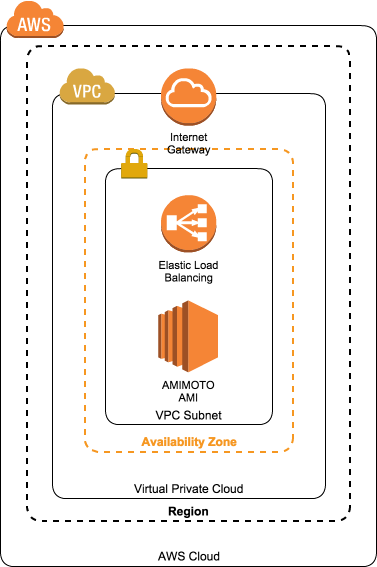 AWS
VPC
Internet
Gateway
Elastic Load
Balancing
AMIMOTO
AMI
VPC Subnet
Availability Zone
Virtual Private Cloud
Region
AWS Cloud